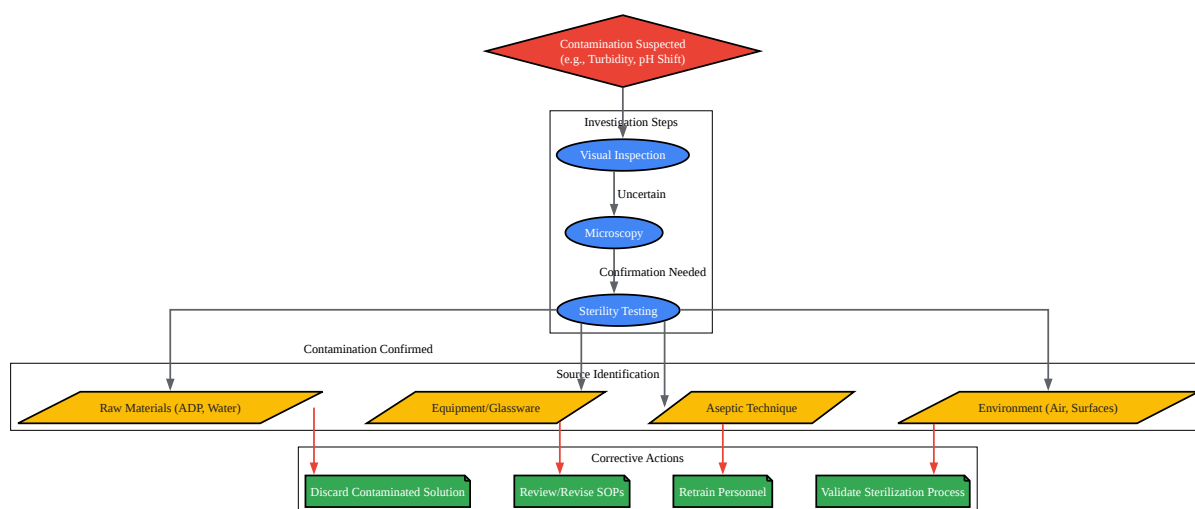 Contamination Suspected
(e.g., Turbidity, pH Shift)
Investigation Steps
Visual Inspection
Uncertain
Microscopy
Confirmation Needed
Sterility Testing
Contamination Confirmed
Source Identification
Raw Materials (ADP, Water)
Equipment/Glassware
Aseptic Technique
Environment (Air, Surfaces)
Corrective Actions
Discard Contaminated Solution
Review/Revise SOPs
Retrain Personnel
Validate Sterilization Process